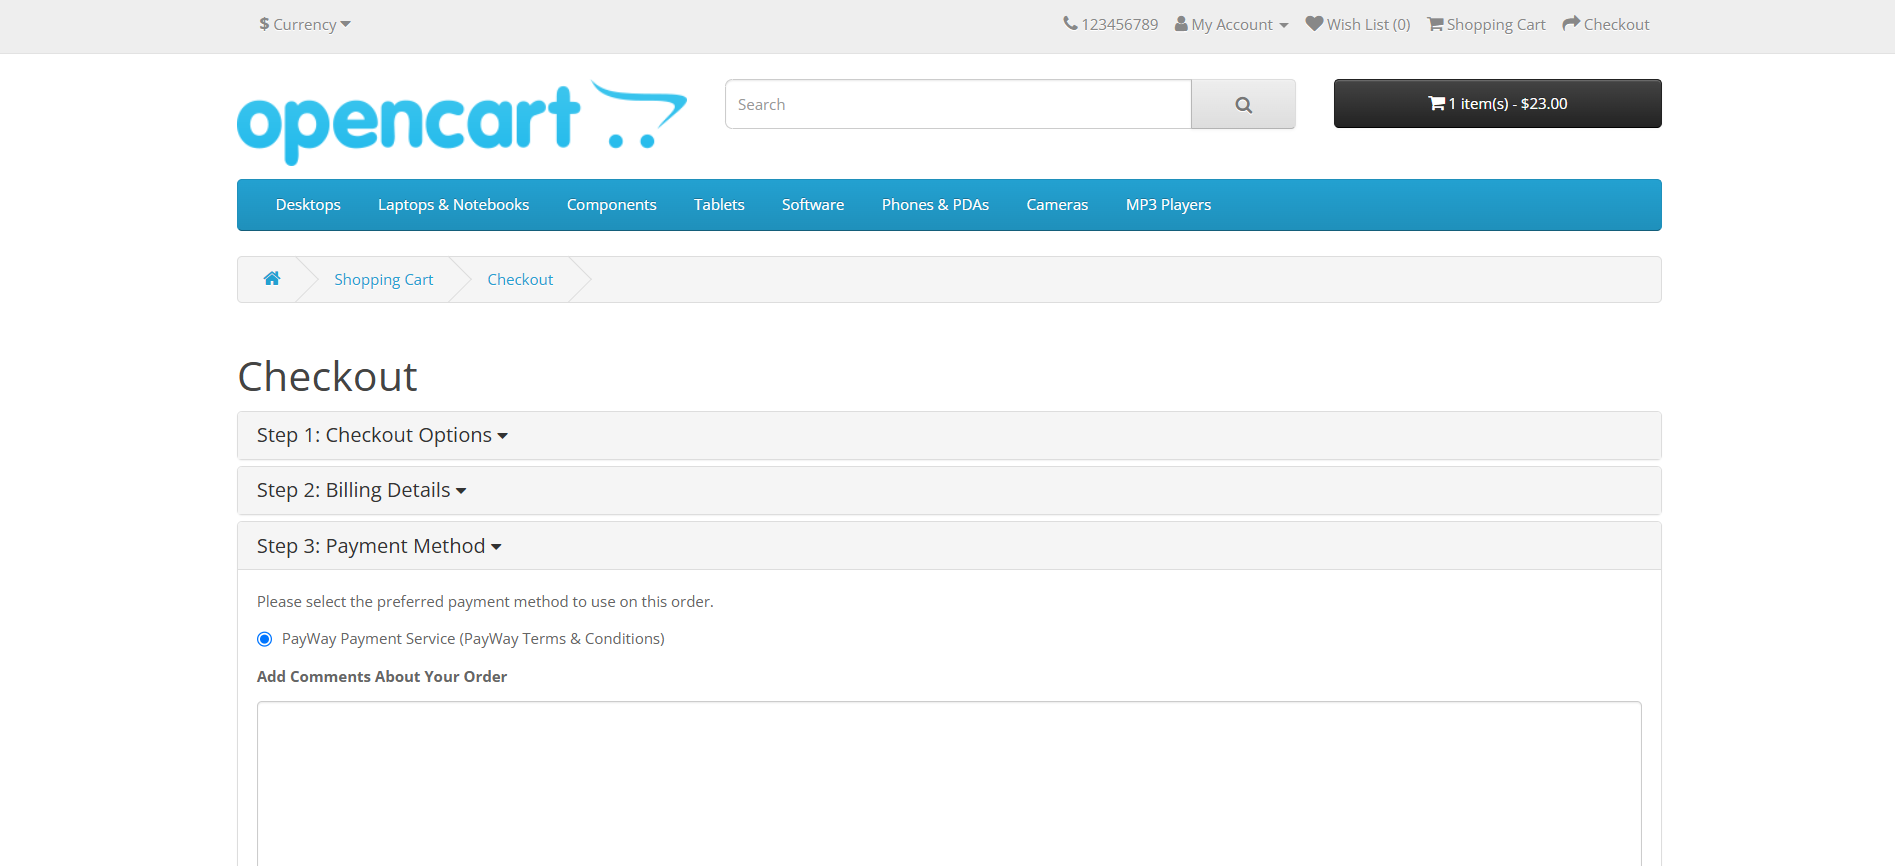 $ Currency
123456789 My Account Wish List (0) Shopping Cart Checkout
opencart
Search
1 item(s) - $23.00
Desktops Laptops & Notebooks Components Tablets Software Phones & PDAs Cameras MP3 Players
Shopping Cart Checkout
Checkout
Step 1: Checkout Options
Step 2: Billing Details
Step 3: Payment Method
Please select the preferred payment method to use on this order.
PayWay Payment Service (PayWay Terms & Conditions)
Add Comments About Your Order